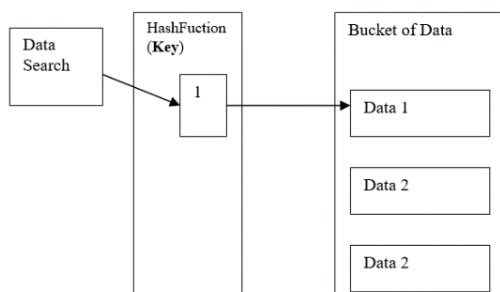 Data
Search
HashFuction
(Key)
1
Bucket of Data
Data 1
Data 2
Data 2